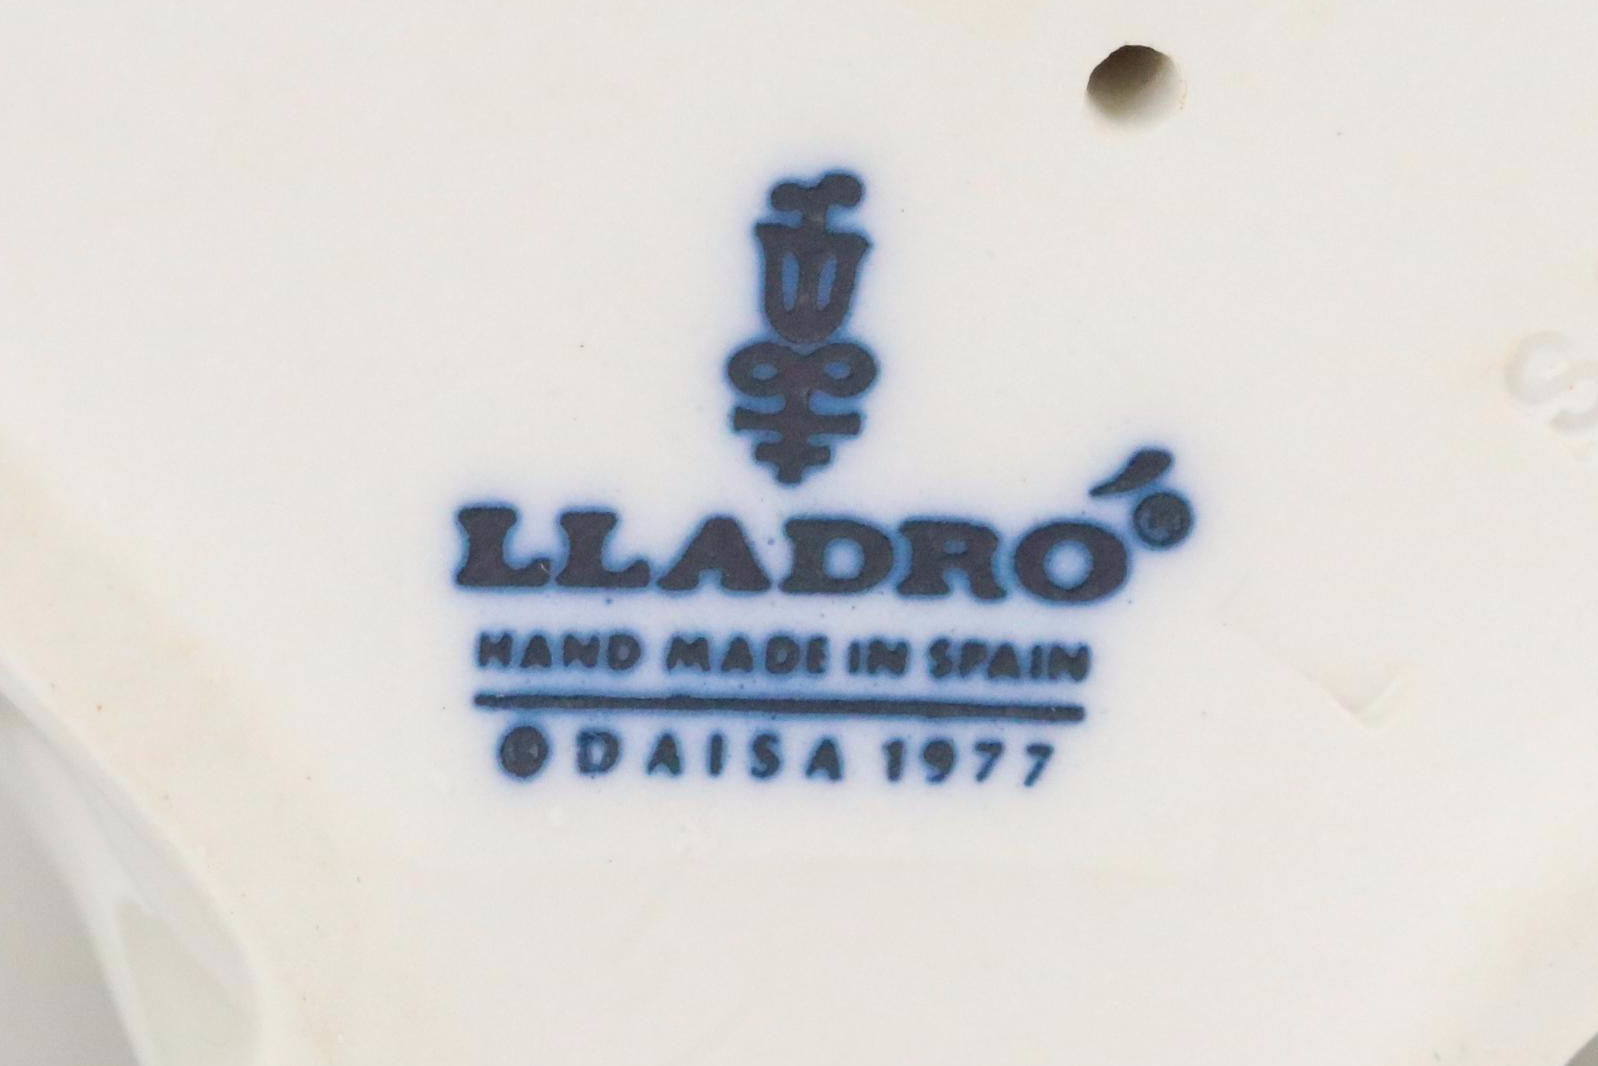 LLADRÓ®
HAND MADE IN SPAIN
© DAISA 1977
S